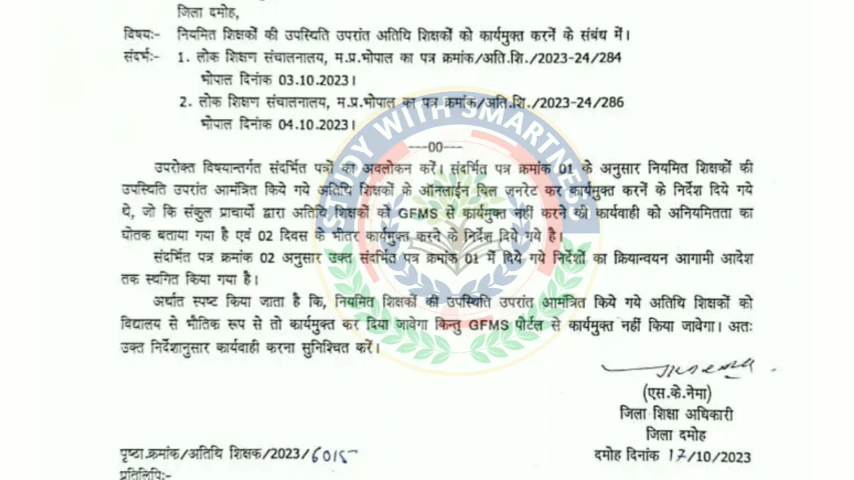 जिला दमोह,
विषयः- नियमित शिक्षकों की उपस्थिति उपरांत अतिथि शिक्षकों को कार्यमुक्त करनें के संबंध में।
संदर्भः- 1. लोक शिक्षण संचालनालय, म.प्र.भोपाल का पत्र क्रमांक/अति.शि./2023-24/284
भोपाल दिनांक 03.10.2023।
2. लोक शिक्षण संचालनालय, म.प्र.भोपाल का पत्र क्रमांक/अति.शि./2023-24/286
भोपाल दिनांक 04.10.2023।
---00---
STUDY WITH SMARTNESS
उपरोक्त विषयान्तर्गत संदर्भित पत्रों का अवलोकन करें। संदर्भित पत्र क्रमांक 01 के अनुसार नियमित शिक्षकों की
उपस्थिति उपरांत आमंत्रित किये गये अतिथि शिक्षकों के ऑनलाईन बिल जनरेट कर कार्यमुक्त करनें के निर्देश दिये गये
थे, जो कि संकुल प्राचार्यो द्वारा अतिथि शिक्षकों को GFMS से कार्यमुक्त नहीं करने की कार्यवाही को अनियमितता का
घोतक बताया गया है एवं 02 दिवस के भीतर कार्यमुक्त करने के निर्देश दिये गये है।
संदर्भित पत्र क्रमांक 02 अनुसार उक्त संदर्भित पत्र क्रमांक 01 में दिये गये निर्देशों का क्रियान्वयन आगामी आदेश
तक स्थगित किया गया है।
अर्थात स्पष्ट किया जाता है कि, नियमित शिक्षकों की उपस्थिति उपरांत आमंत्रित किये गये अतिथि शिक्षकों को
विद्यालय से भौतिक रूप से तो कार्यमुक्त कर दिया जावेगा किन्तु GFMS पोर्टल से कार्यमुक्त नहीं किया जावेगा। अतः
उक्त निर्देशानुसार कार्यवाही करना सुनिश्चित करें।
(एस.के.नेमा)
जिला शिक्षा अधिकारी
जिला दमोह
पृष्ठा.क्रमांक/अतिथि शिक्षक/2023/6015 दमोह दिनांक 17/10/2023
प्रतिलिपिः-